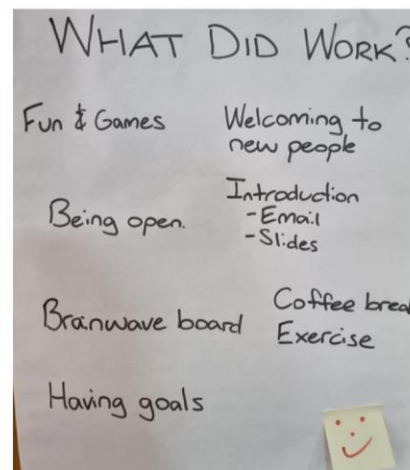 WHAT DID WORK?
Fun & Games
Welcoming to
new people
Being open.
Introduction
-Email
-Slides
Brainwave board
Coffee
Exercise
Having goals